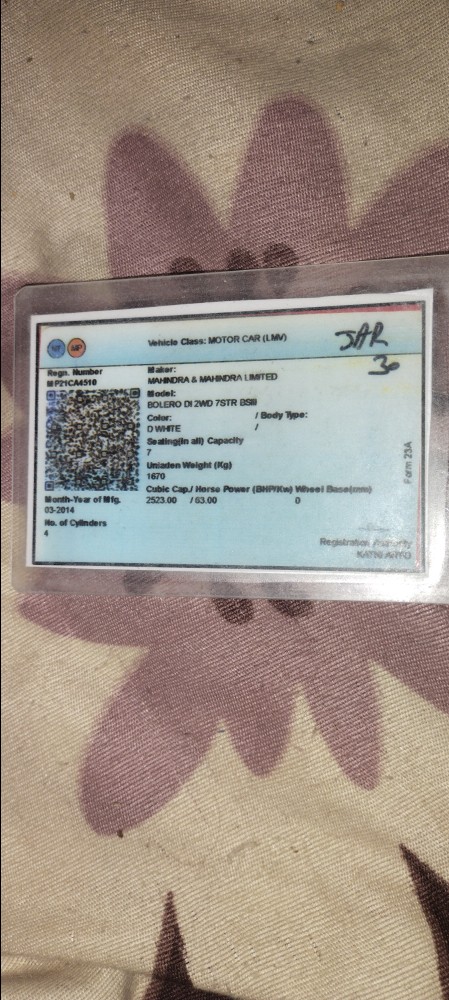 NT MP Vehicle Class: MOTOR CAR (LMV)
Regn. Number
MP21CA4510
Maker:
MAHINDRA & MAHINDRA LIMITED
Model:
BOLERO DI 2WD 7STR BSIII
Color: / Body Type:
D WHITE /
Seating(in all) Capacity
7
Unladen Weight (Kg)
1670
Cubic Cap./ Horse Power (BHP/Kw) Wheel Base(mm)
2523.00 / 63.00 0
Month-Year of Mfg.
03-2014
No. of Cylinders
4
Form 23A
Registration Authority
KATNI ARTO